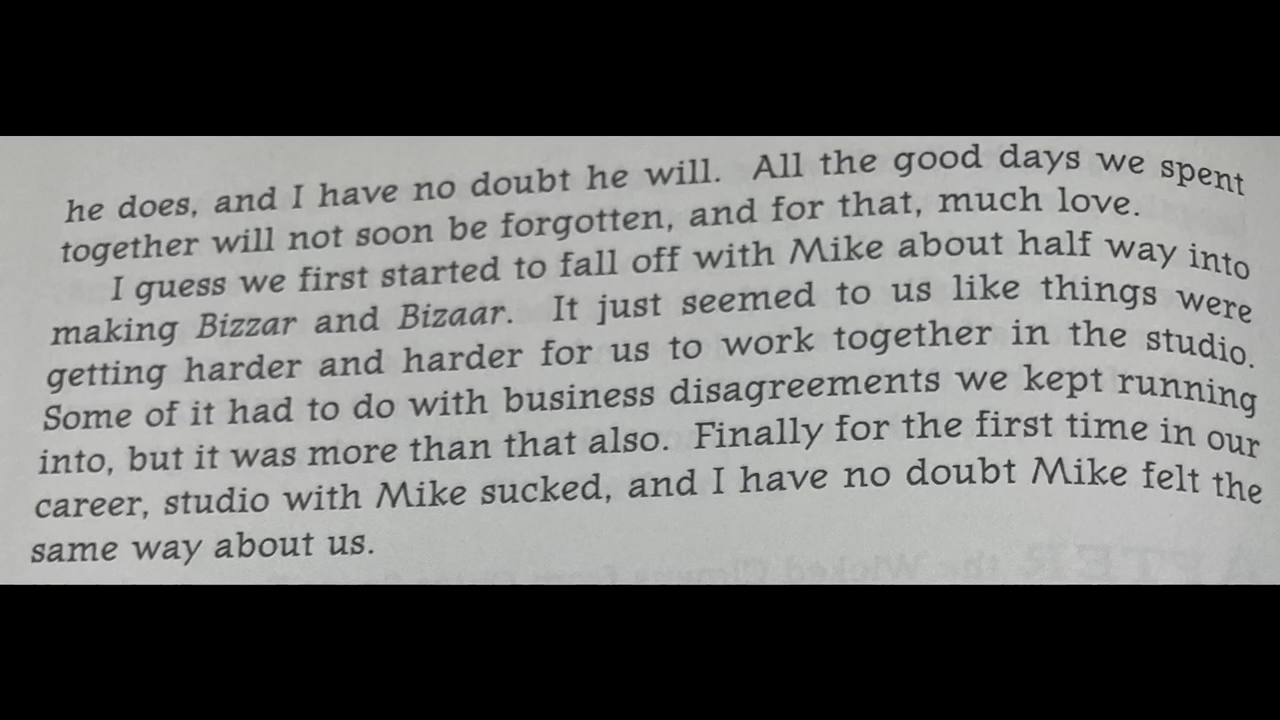 he does, and I have no doubt he will. All the good days we spent
together will not soon be forgotten, and for that, much love.
I guess we first started to fall off with Mike about half way into
making Bizzar and Bizaar. It just seemed to us like things were
getting harder and harder for us to work together in the studio.
Some of it had to do with business disagreements we kept running
into, but it was more than that also. Finally for the first time in our
career, studio with Mike sucked, and I have no doubt Mike felt the
same way about us.